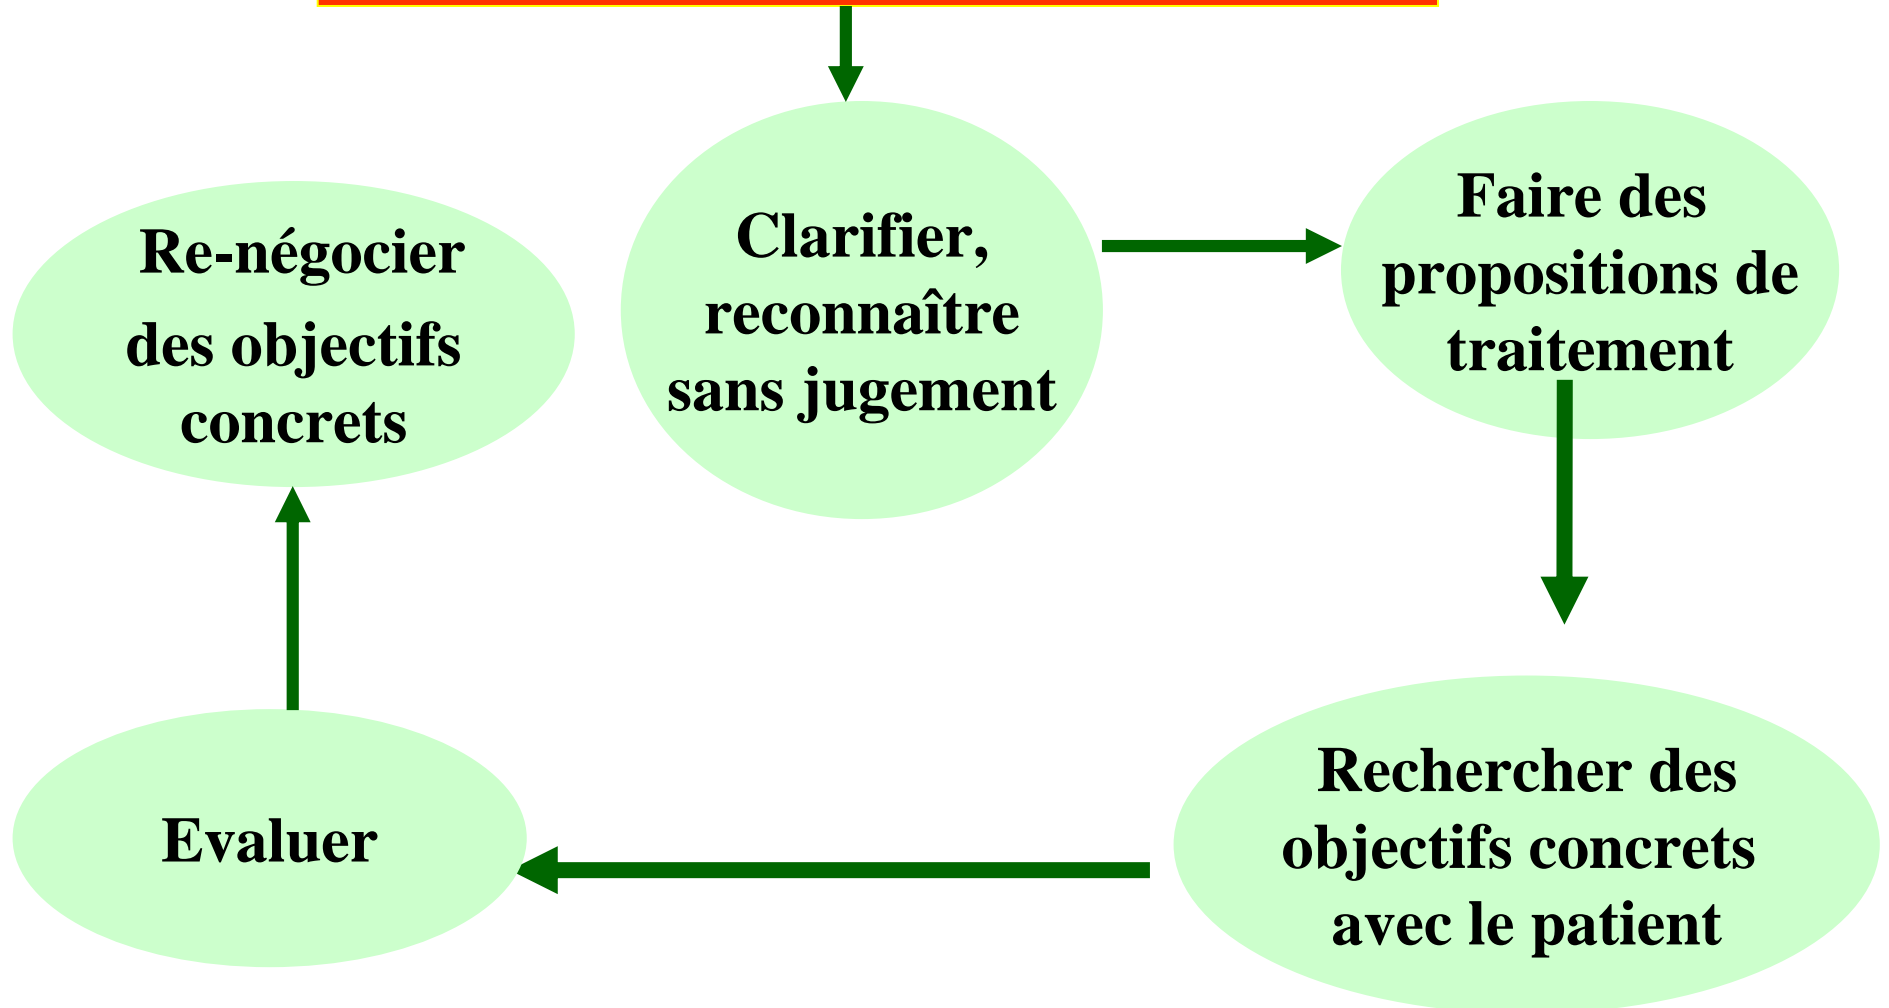 Clarifier,
reconnaître
sans jugement
Faire des
propositions de
traitement
Rechercher des
objectifs concrets
avec le patient
Evaluer
Re-négocier
des objectifs
concrets